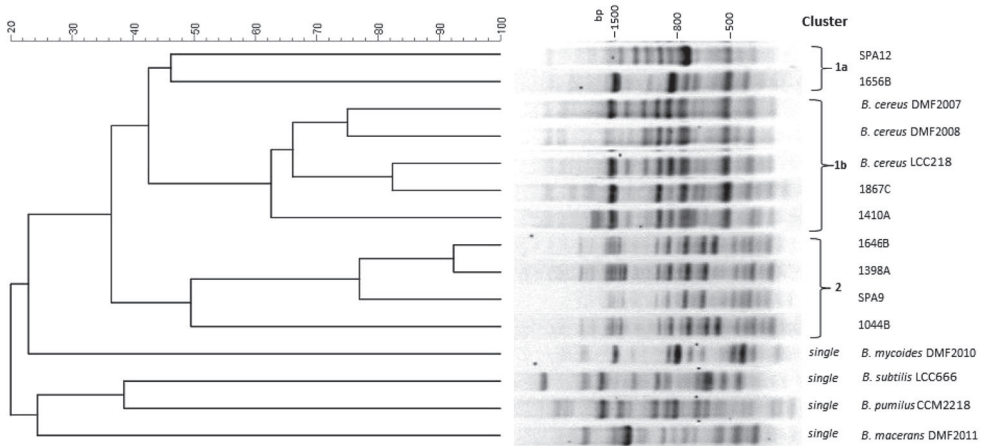 20 30 40 50 60 70 80 90 100
bp −1500 −800 −500
Cluster
SPA12
1a
1656B
B. cereus DMF2007
B. cereus DMF2008
1b
B. cereus LCC218
1867C
1410A
1646B
1398A
2
SPA9
1044B
single B. mycoides DMF2010
single B. subtilis LCC666
single B. pumilus CCM2218
single B. macerans DMF2011